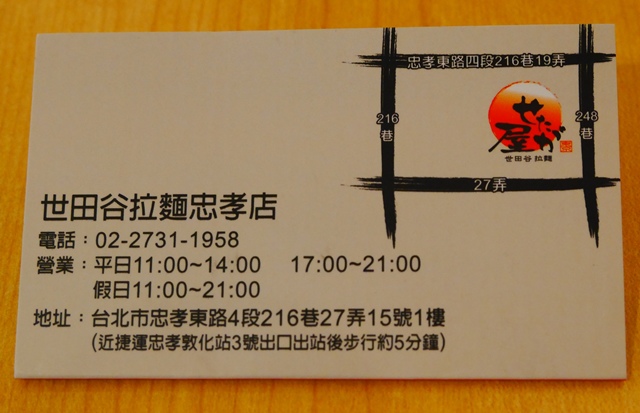 忠孝東路四段216巷19弄
216
巷
248
巷
せたが
屋
世田谷 拉麵
27弄
世田谷拉麵忠孝店
電話：02-2731-1958
營業：平日11:00~14:00 17:00~21:00
假日11:00~21:00
地址：台北市忠孝東路4段216巷27弄15號1樓
(近捷運忠孝敦化站3號出口出站後步行約5分鐘)